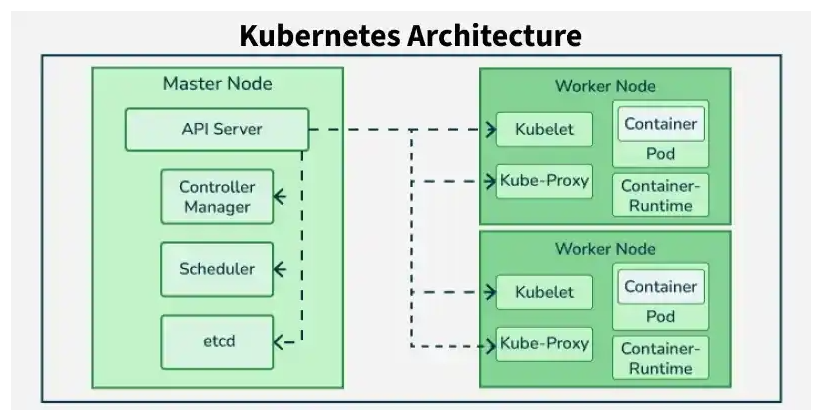 Kubernetes Architecture
Master Node
API Server
Controller
Manager
Scheduler
etcd
Worker Node
Kubelet
Kube-Proxy
Container
Pod
Container-
Runtime
Worker Node
Kubelet
Kube-Proxy
Container
Pod
Container-
Runtime